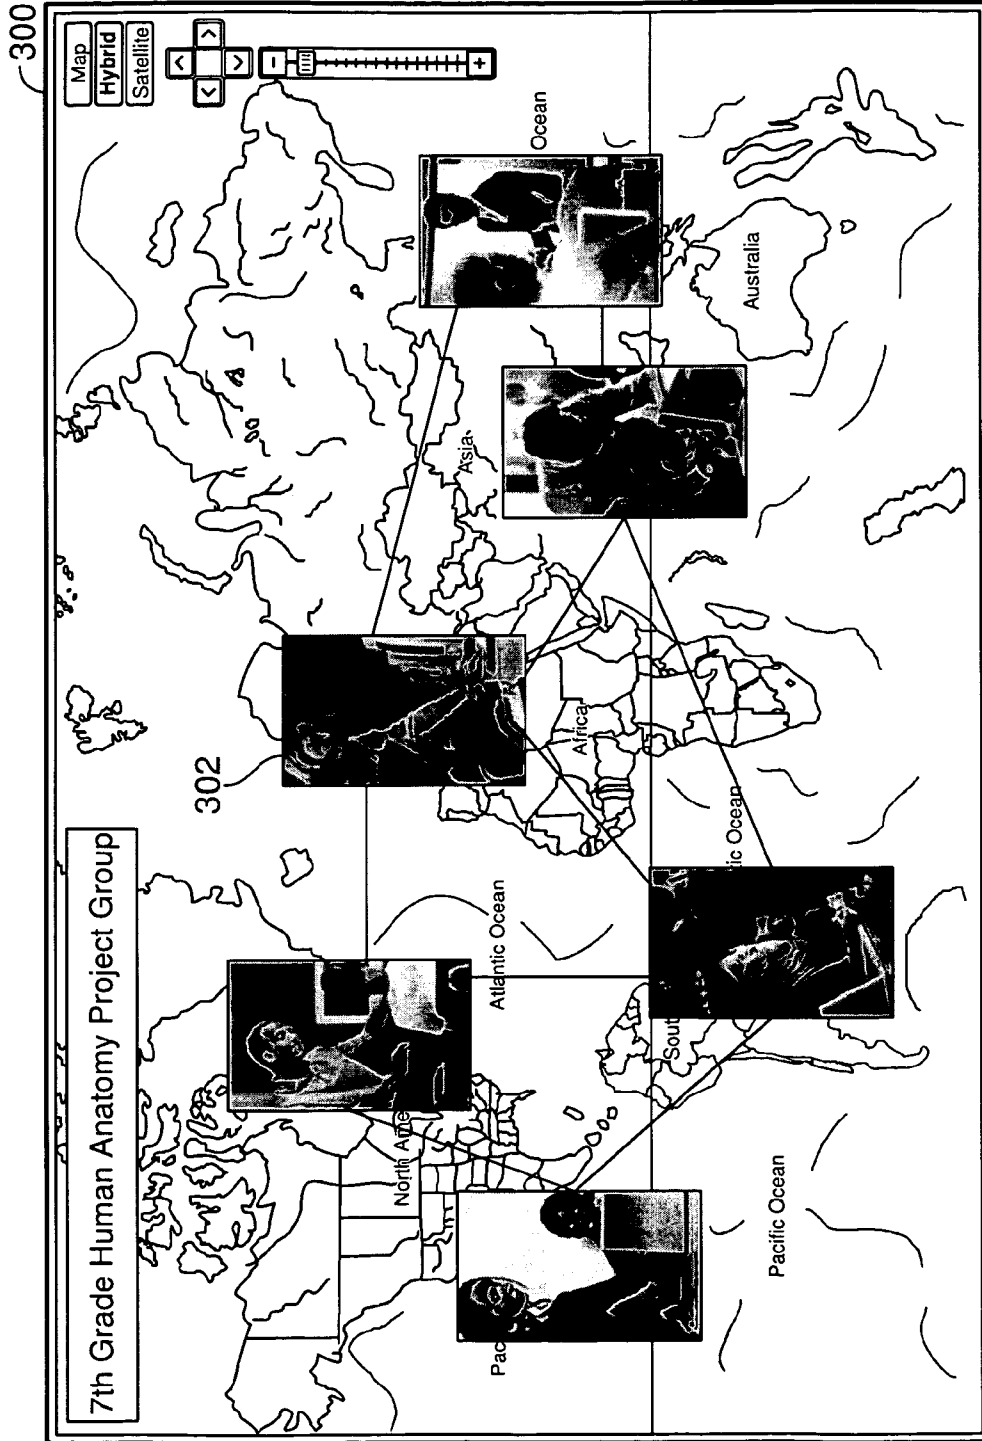 300
7th Grade Human Anatomy Project Group
Map
Hybrid
Satellite
302
North Ame
Atlantic Ocean
Asia
Ocean
Africa
Pac
Sout
tic Ocean
Pacific Ocean
Australia